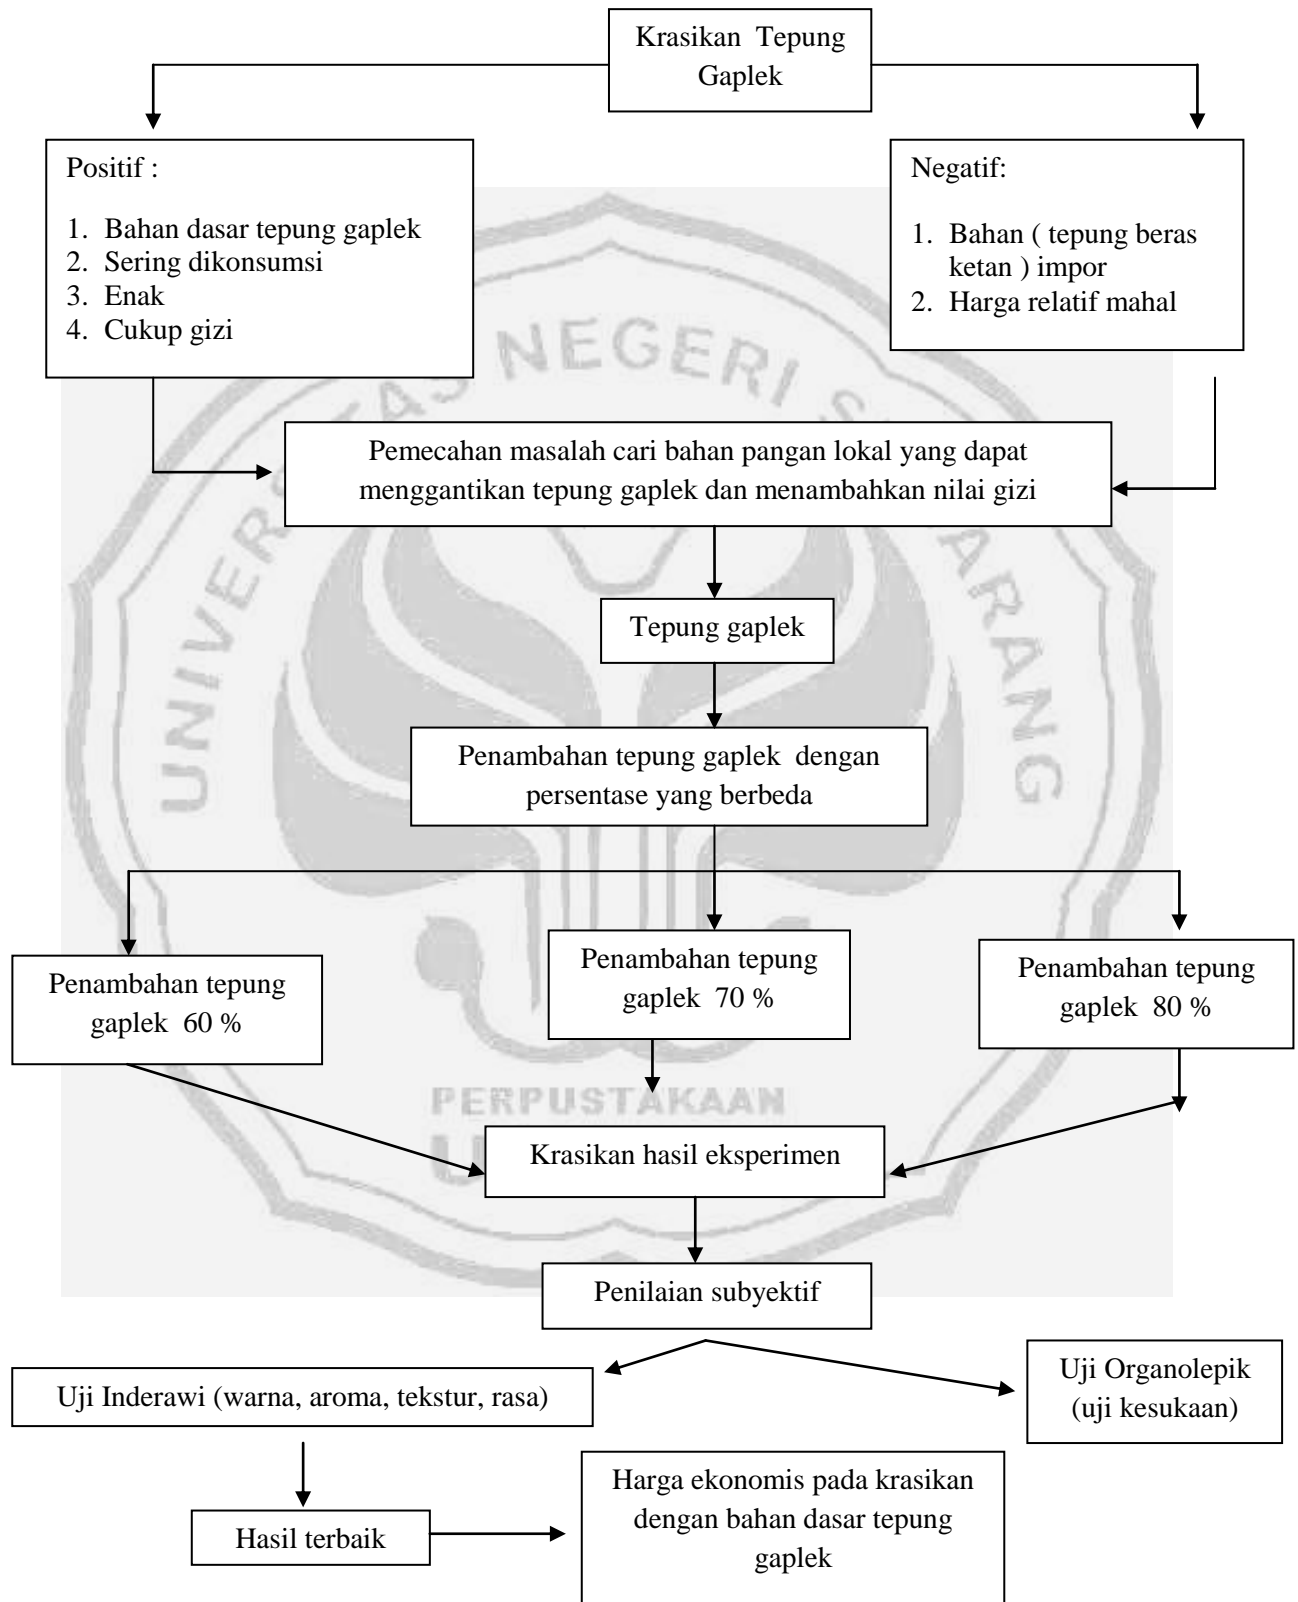 Krasikan Tepung
Gaplek
Positif :
1. Bahan dasar tepung gaplek
2. Sering dikonsumsi
3. Enak
4. Cukup gizi
Negatif:
1. Bahan ( tepung beras
ketan ) impor
2. Harga relatif mahal
Pemecahan masalah cari bahan pangan lokal yang dapat
menggantikan tepung gaplek dan menambahkan nilai gizi
Tepung gaplek
Penambahan tepung gaplek dengan
persentase yang berbeda
Penambahan tepung
gaplek 60 %
Penambahan tepung
gaplek 70 %
Penambahan tepung
gaplek 80 %
Krasikan hasil eksperimen
Penilaian subyektif
Uji Inderawi (warna, aroma, tekstur, rasa)
Uji Organolepik
(uji kesukaan)
Hasil terbaik
Harga ekonomis pada krasikan
dengan bahan dasar tepung
gaplek
NEGERI
PERPUSTAKAAN